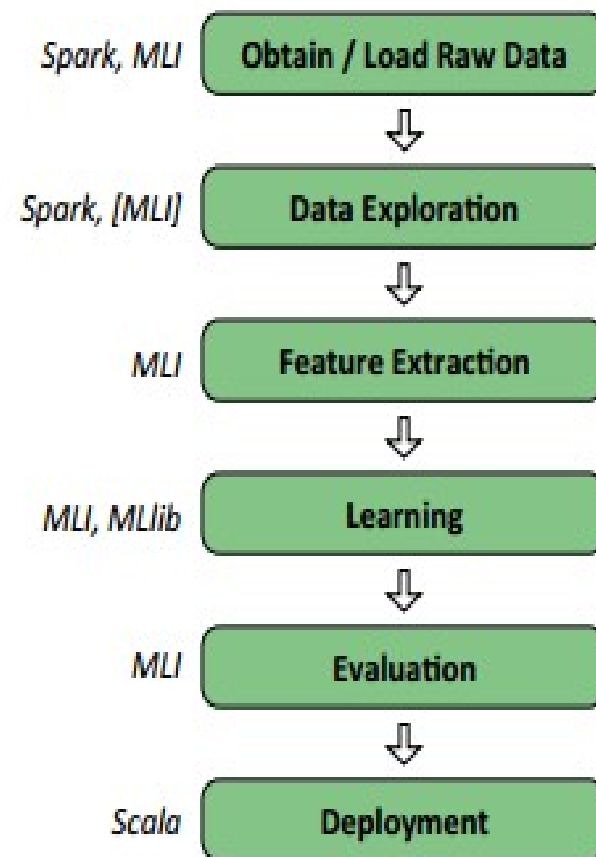 Spark, MLI Obtain / Load Raw Data
Spark, [MLI] Data Exploration
MLI Feature Extraction
MLI, MLlib Learning
MLI Evaluation
Scala Deployment